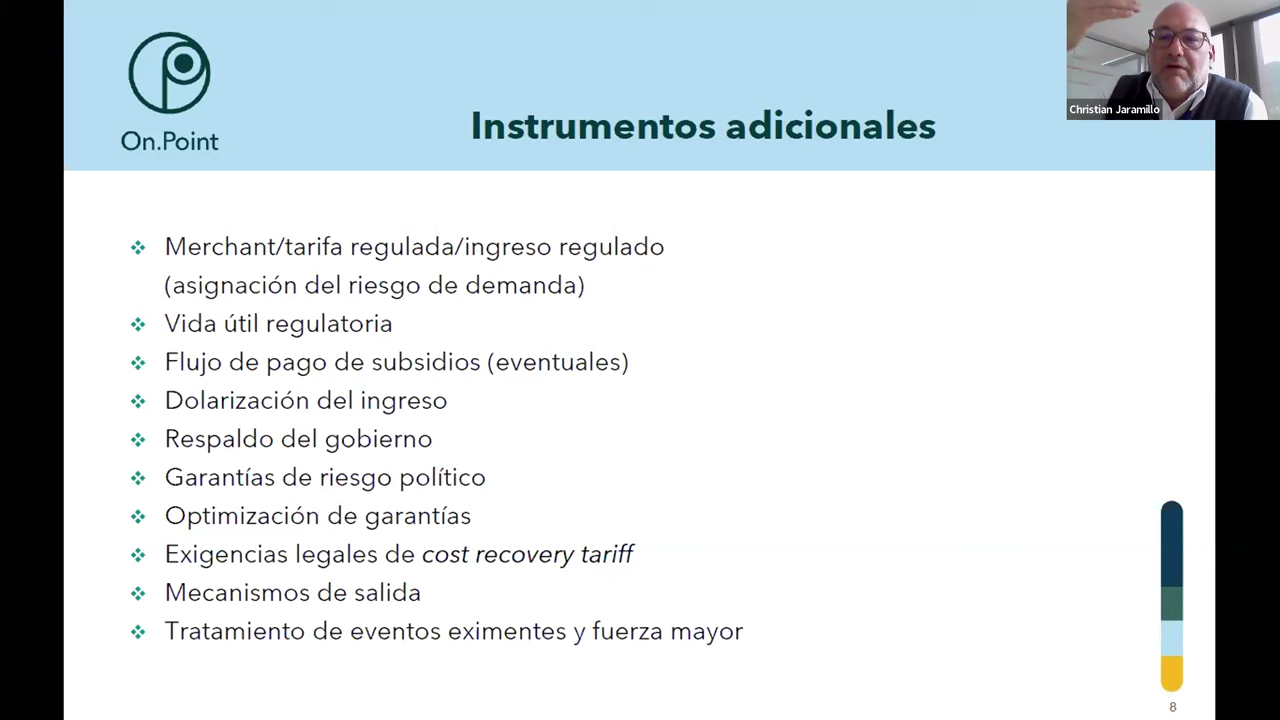 On.Point
Instrumentos adicionales
Christian Jaramillo
❖ Merchant/tarifa regulada/ingreso regulado
(asignación del riesgo de demanda)
❖ Vida útil regulatoria
❖ Flujo de pago de subsidios (eventuales)
❖ Dolarización del ingreso
❖ Respaldo del gobierno
❖ Garantías de riesgo político
❖ Optimización de garantías
❖ Exigencias legales de cost recovery tariff
❖ Mecanismos de salida
❖ Tratamiento de eventos eximentes y fuerza mayor
8